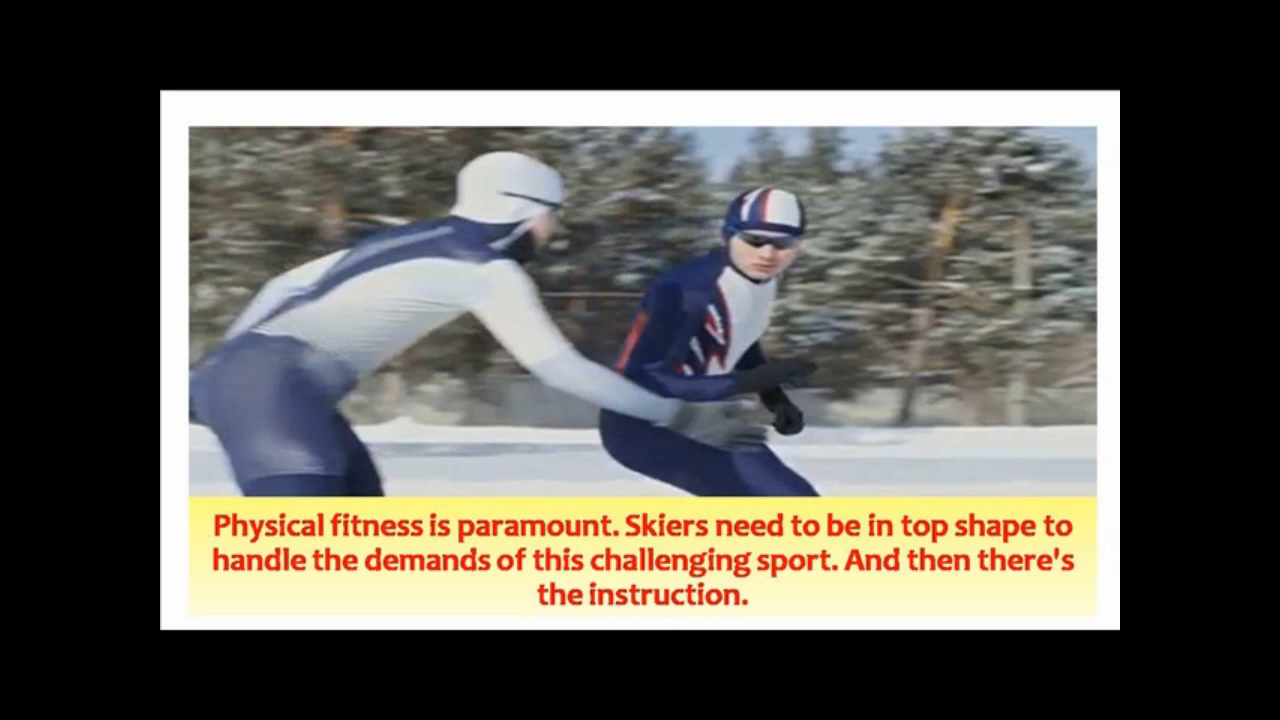 Physical fitness is paramount. Skiers need to be in top shape to
handle the demands of this challenging sport. And then there's
the instruction.